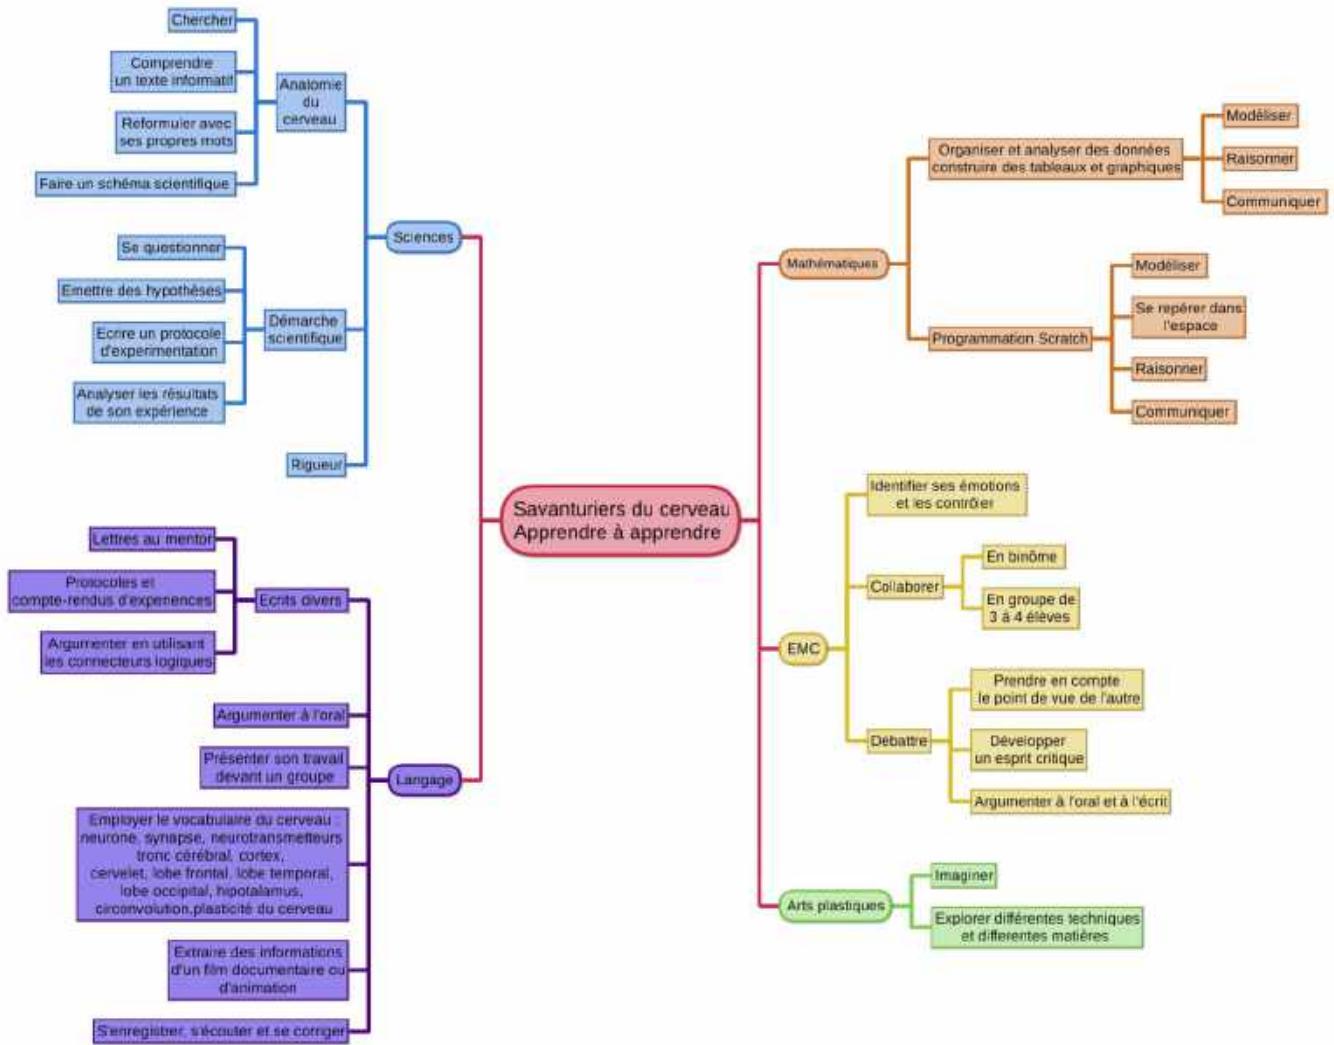 Chercher
Comprendre
un texte informatif
Reformuler avec
ses propres mots
Faire un schéma scientifique
Anatomie
du
cerveau
Se questionner
Emettre des hypothèses
Ecrire un protocole
d'experimentation
Analyser les résultats
de son expérience
Démarche
scientifique
Rigueur
Sciences
Lettres au mentor
Protocoles et
compte-rendus d'experiences
Argumenter en utilisant
les connecteurs logiques
Ecrits divers
Argumenter à l'oral
Présenter son travail
devant un groupe
Employer le vocabulaire du cerveau :
neurone, synapse, neurotransmetteurs
tronc cérébral, cortex,
cervelet, lobe frontal, lobe temporal,
lobe occipital, hipotalamus,
circonvolution,plasticité du cerveau
Extraire des informations
d'un film documentaire ou
d'animation
S'enregistrer, s'écouter et se corriger
Langage
Savanturiers du cerveau
Apprendre à apprendre
Mathématiques
Organiser et analyser des données
construire des tableaux et graphiques
Modéliser
Raisonner
Communiquer
Programmation Scratch
Modéliser
Se repérer dans
l'espace
Raisonner
Communiquer
EMC
Identifier ses émotions
et les contrôler
Collaborer
En binôme
En groupe de
3 à 4 élèves
Débattre
Prendre en compte
le point de vue de l'autre
Développer
un esprit critique
Argumenter à l'oral et à l'écrit
Arts plastiques
Imaginer
Explorer différentes techniques
et differentes matières